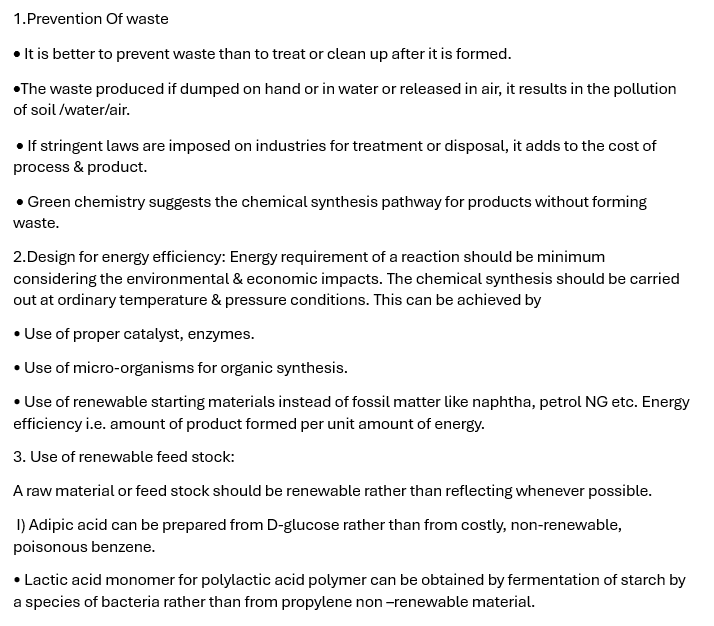 1.Prevention Of waste
• It is better to prevent waste than to treat or clean up after it is formed.
•The waste produced if dumped on hand or in water or released in air, it results in the pollution
of soil /water/air.
• If stringent laws are imposed on industries for treatment or disposal, it adds to the cost of
process & product.
• Green chemistry suggests the chemical synthesis pathway for products without forming
waste.
2.Design for energy efficiency: Energy requirement of a reaction should be minimum
considering the environmental & economic impacts. The chemical synthesis should be carried
out at ordinary temperature & pressure conditions. This can be achieved by
• Use of proper catalyst, enzymes.
• Use of micro-organisms for organic synthesis.
• Use of renewable starting materials instead of fossil matter like naphtha, petrol NG etc. Energy
efficiency i.e. amount of product formed per unit amount of energy.
3. Use of renewable feed stock:
A raw material or feed stock should be renewable rather than reflecting whenever possible.
I) Adipic acid can be prepared from D-glucose rather than from costly, non-renewable,
poisonous benzene.
• Lactic acid monomer for polylactic acid polymer can be obtained by fermentation of starch by
a species of bacteria rather than from propylene non –renewable material.